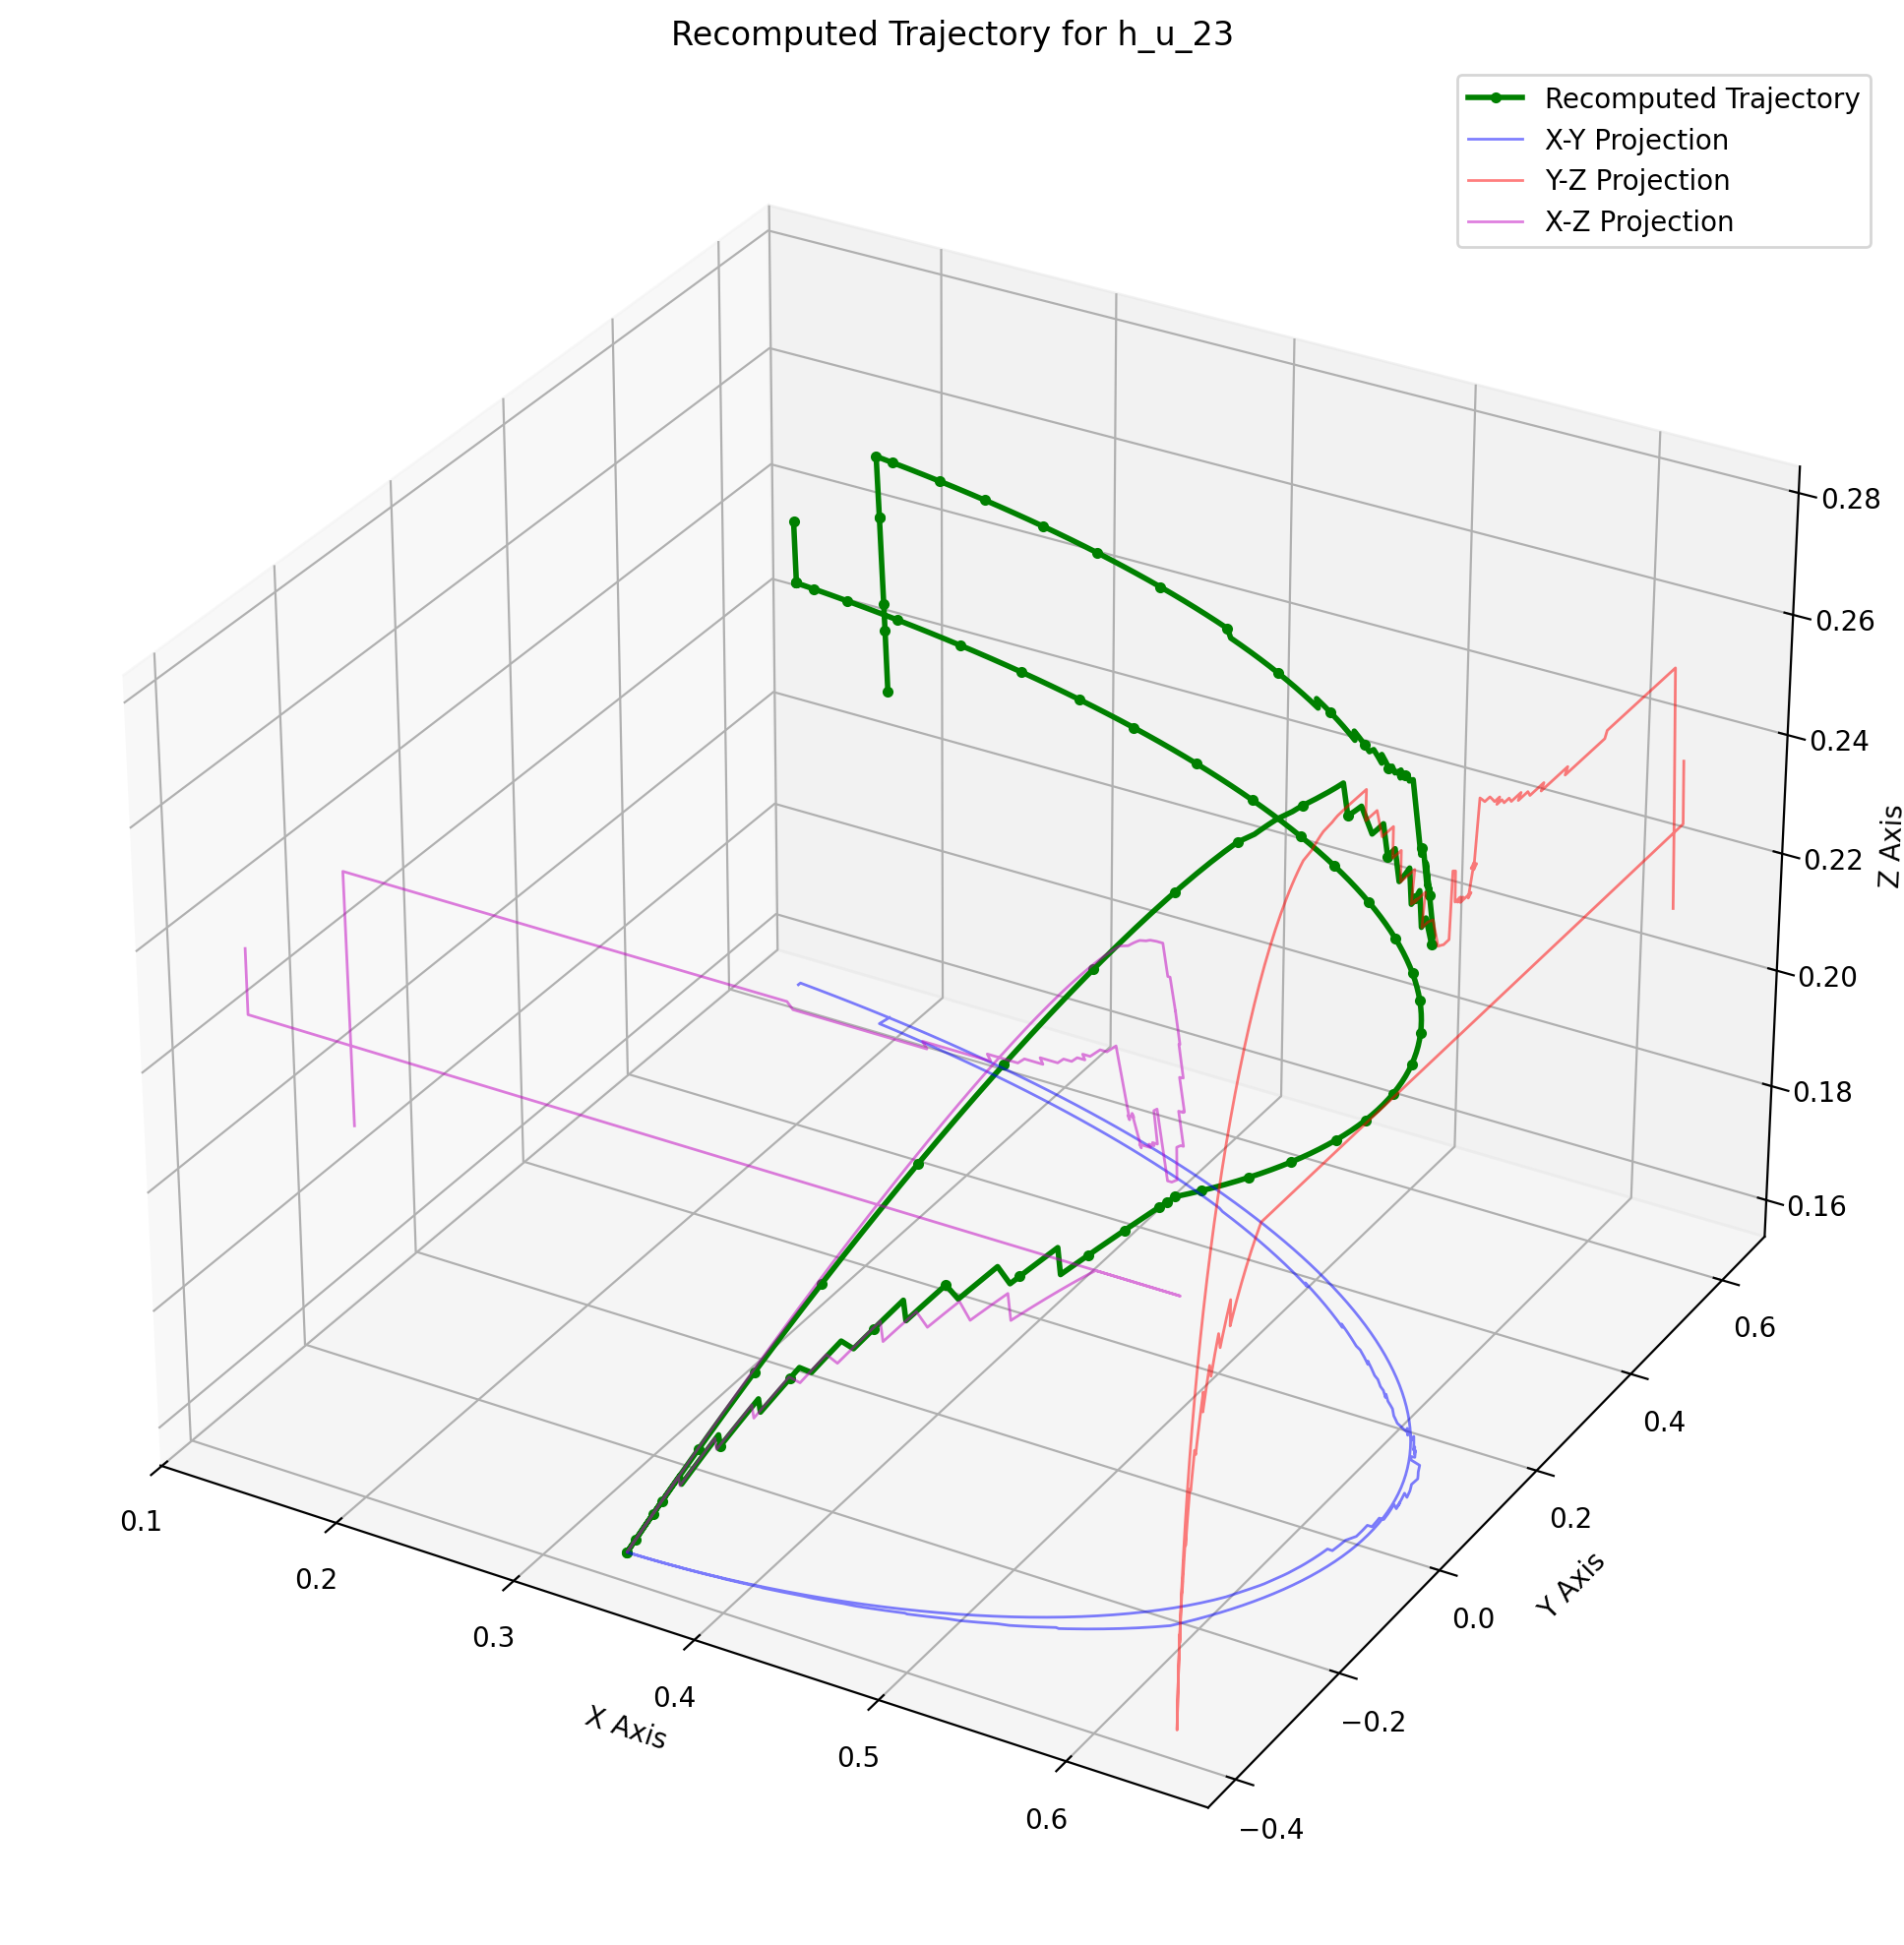 Recomputed Trajectory for h_u_23
Recomputed Trajectory
X-Y Projection
Y-Z Projection
X-Z Projection
0.28
0.26
0.24
0.22
0.20
0.18
0.16
Z Axis
0.6
0.4
0.2
0.0
−0.2
−0.4
Y Axis
0.1
0.2
0.3
0.4
0.5
0.6
X Axis